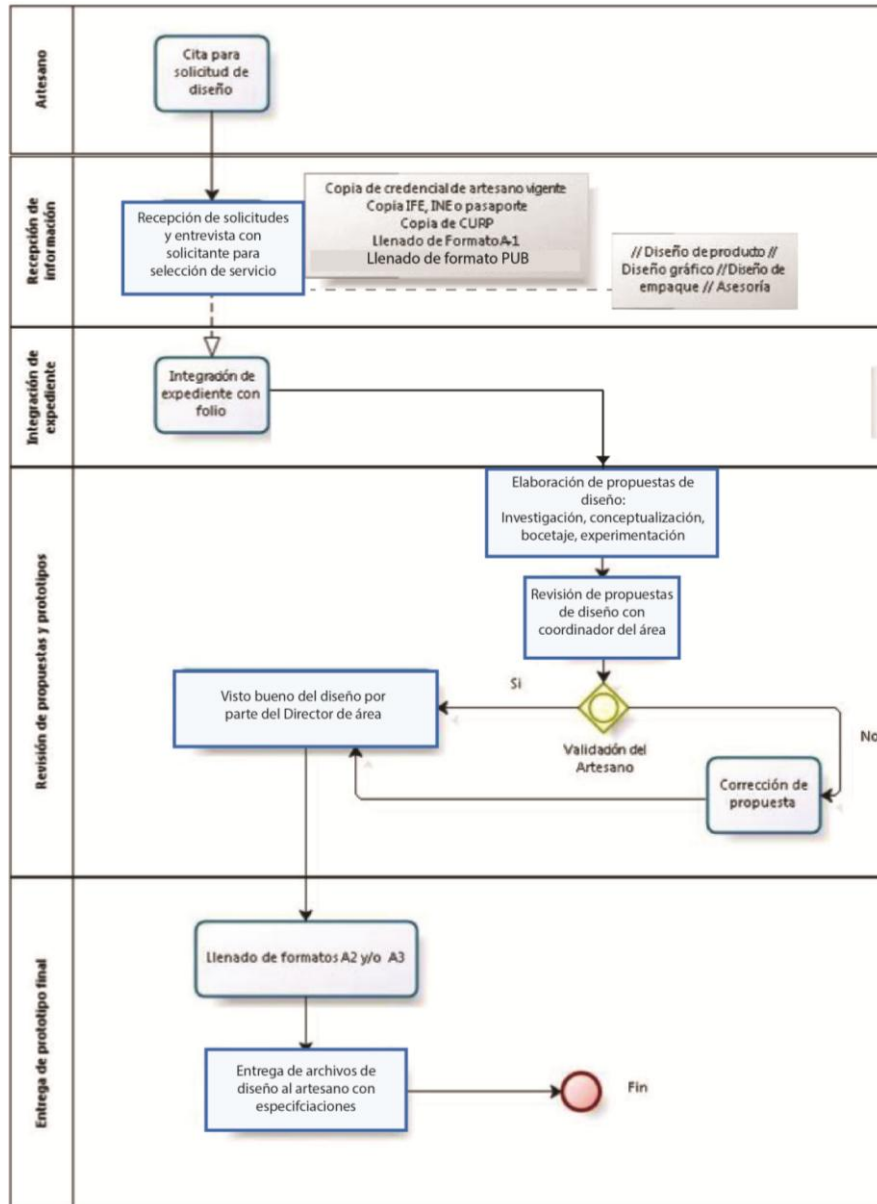 Artesano
Cita para
solicitud de
diseño
Recepción de
información
Recepción de solicitudes
y entrevista con
solicitante para
selección de servicio
Copia de credencial de artesano vigente
Copia IFE, INE o pasaporte
Copia de CURP
Llenado de Formato A-1
Llenado de formato PUB
// Diseño de producto //
Diseño gráfico //Diseño de
empaque // Asesoría
Integración de
expediente
Integración de
expediente con
folio
Revisión de propuestas y prototipos
Elaboración de propuestas de
diseño:
Investigación, conceptualización,
bocetaje, experimentación
Revisión de propuestas
de diseño con
coordinador del área
Si
Visto bueno del diseño por
parte del Director de área
Validación del
Artesano
No
Corrección de
propuesta
Entrega de prototipo final
Llenado de formatos A2 y/o A3
Entrega de archivos de
diseño al artesano con
especifciaciones
Fin